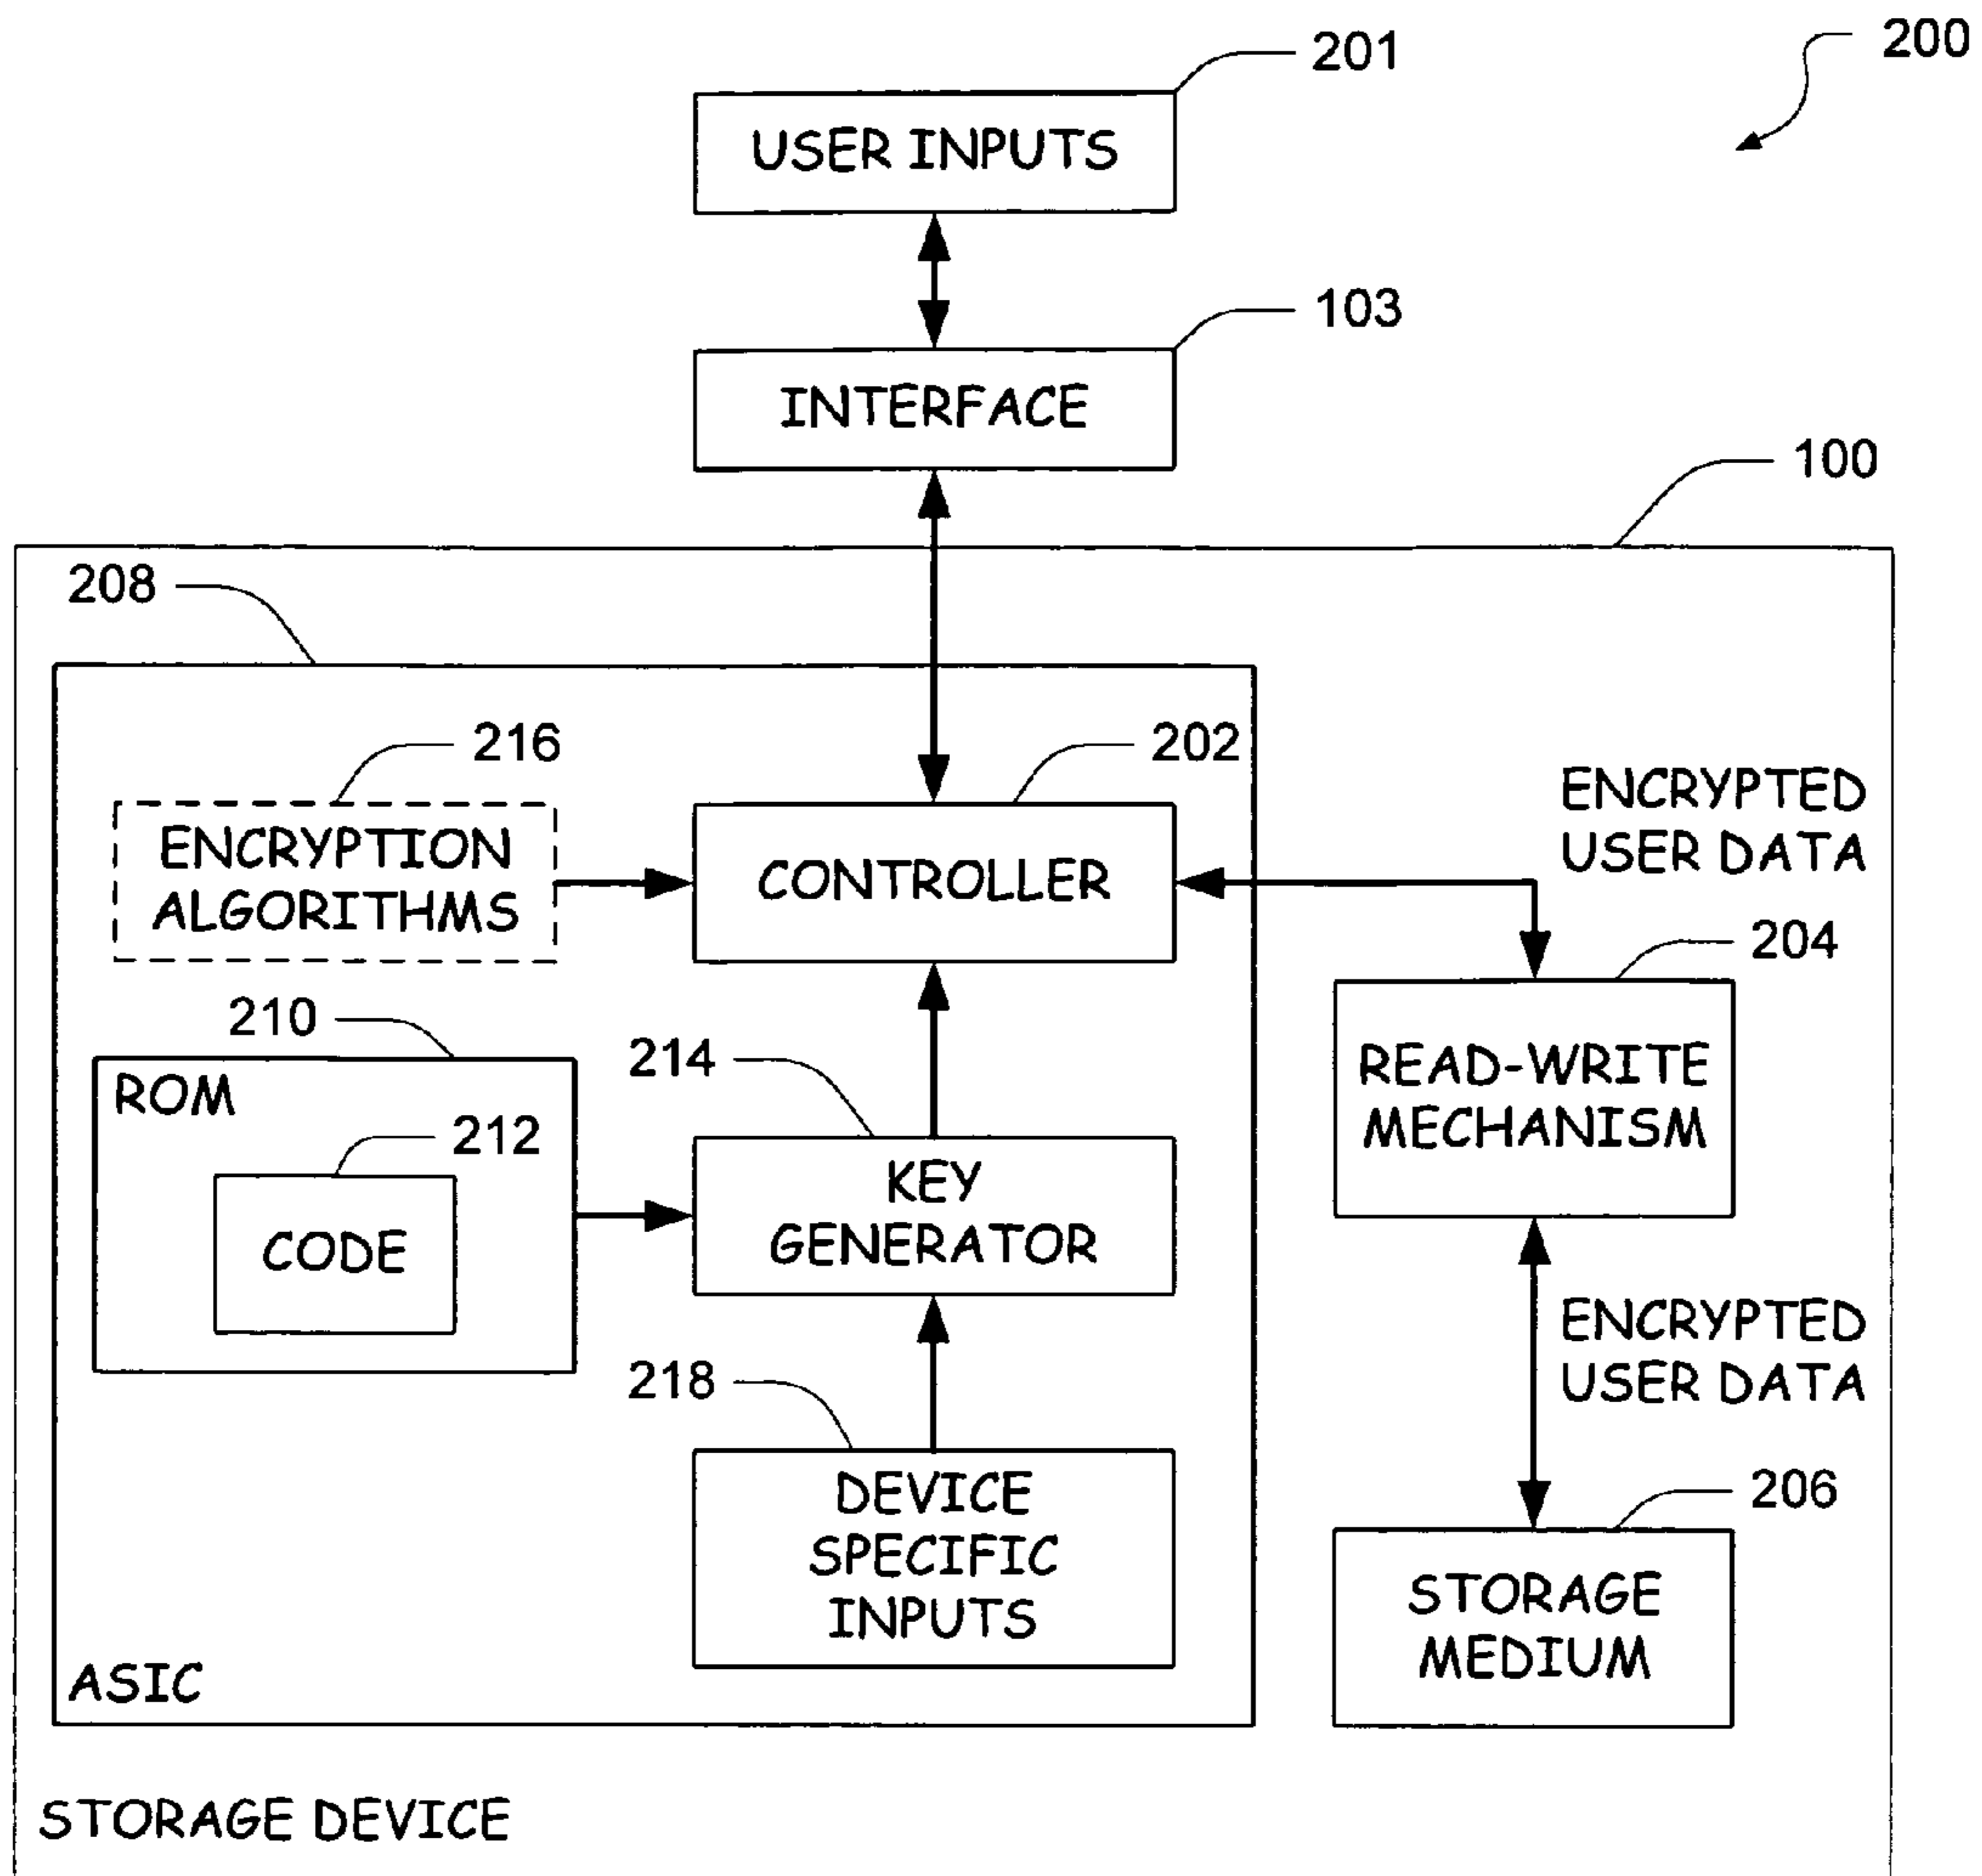 200
201
USER INPUTS
103
INTERFACE
100
208
216
202
ENCRYPTION
ALGORITHMS
CONTROLLER
ENCRYPTED
USER DATA
204
210
ROM
212
CODE
214
KEY
GENERATOR
READ-WRITE
MECHANISM
218
DEVICE
SPECIFIC
INPUTS
ENCRYPTED
USER DATA
206
STORAGE
MEDIUM
ASIC
STORAGE DEVICE